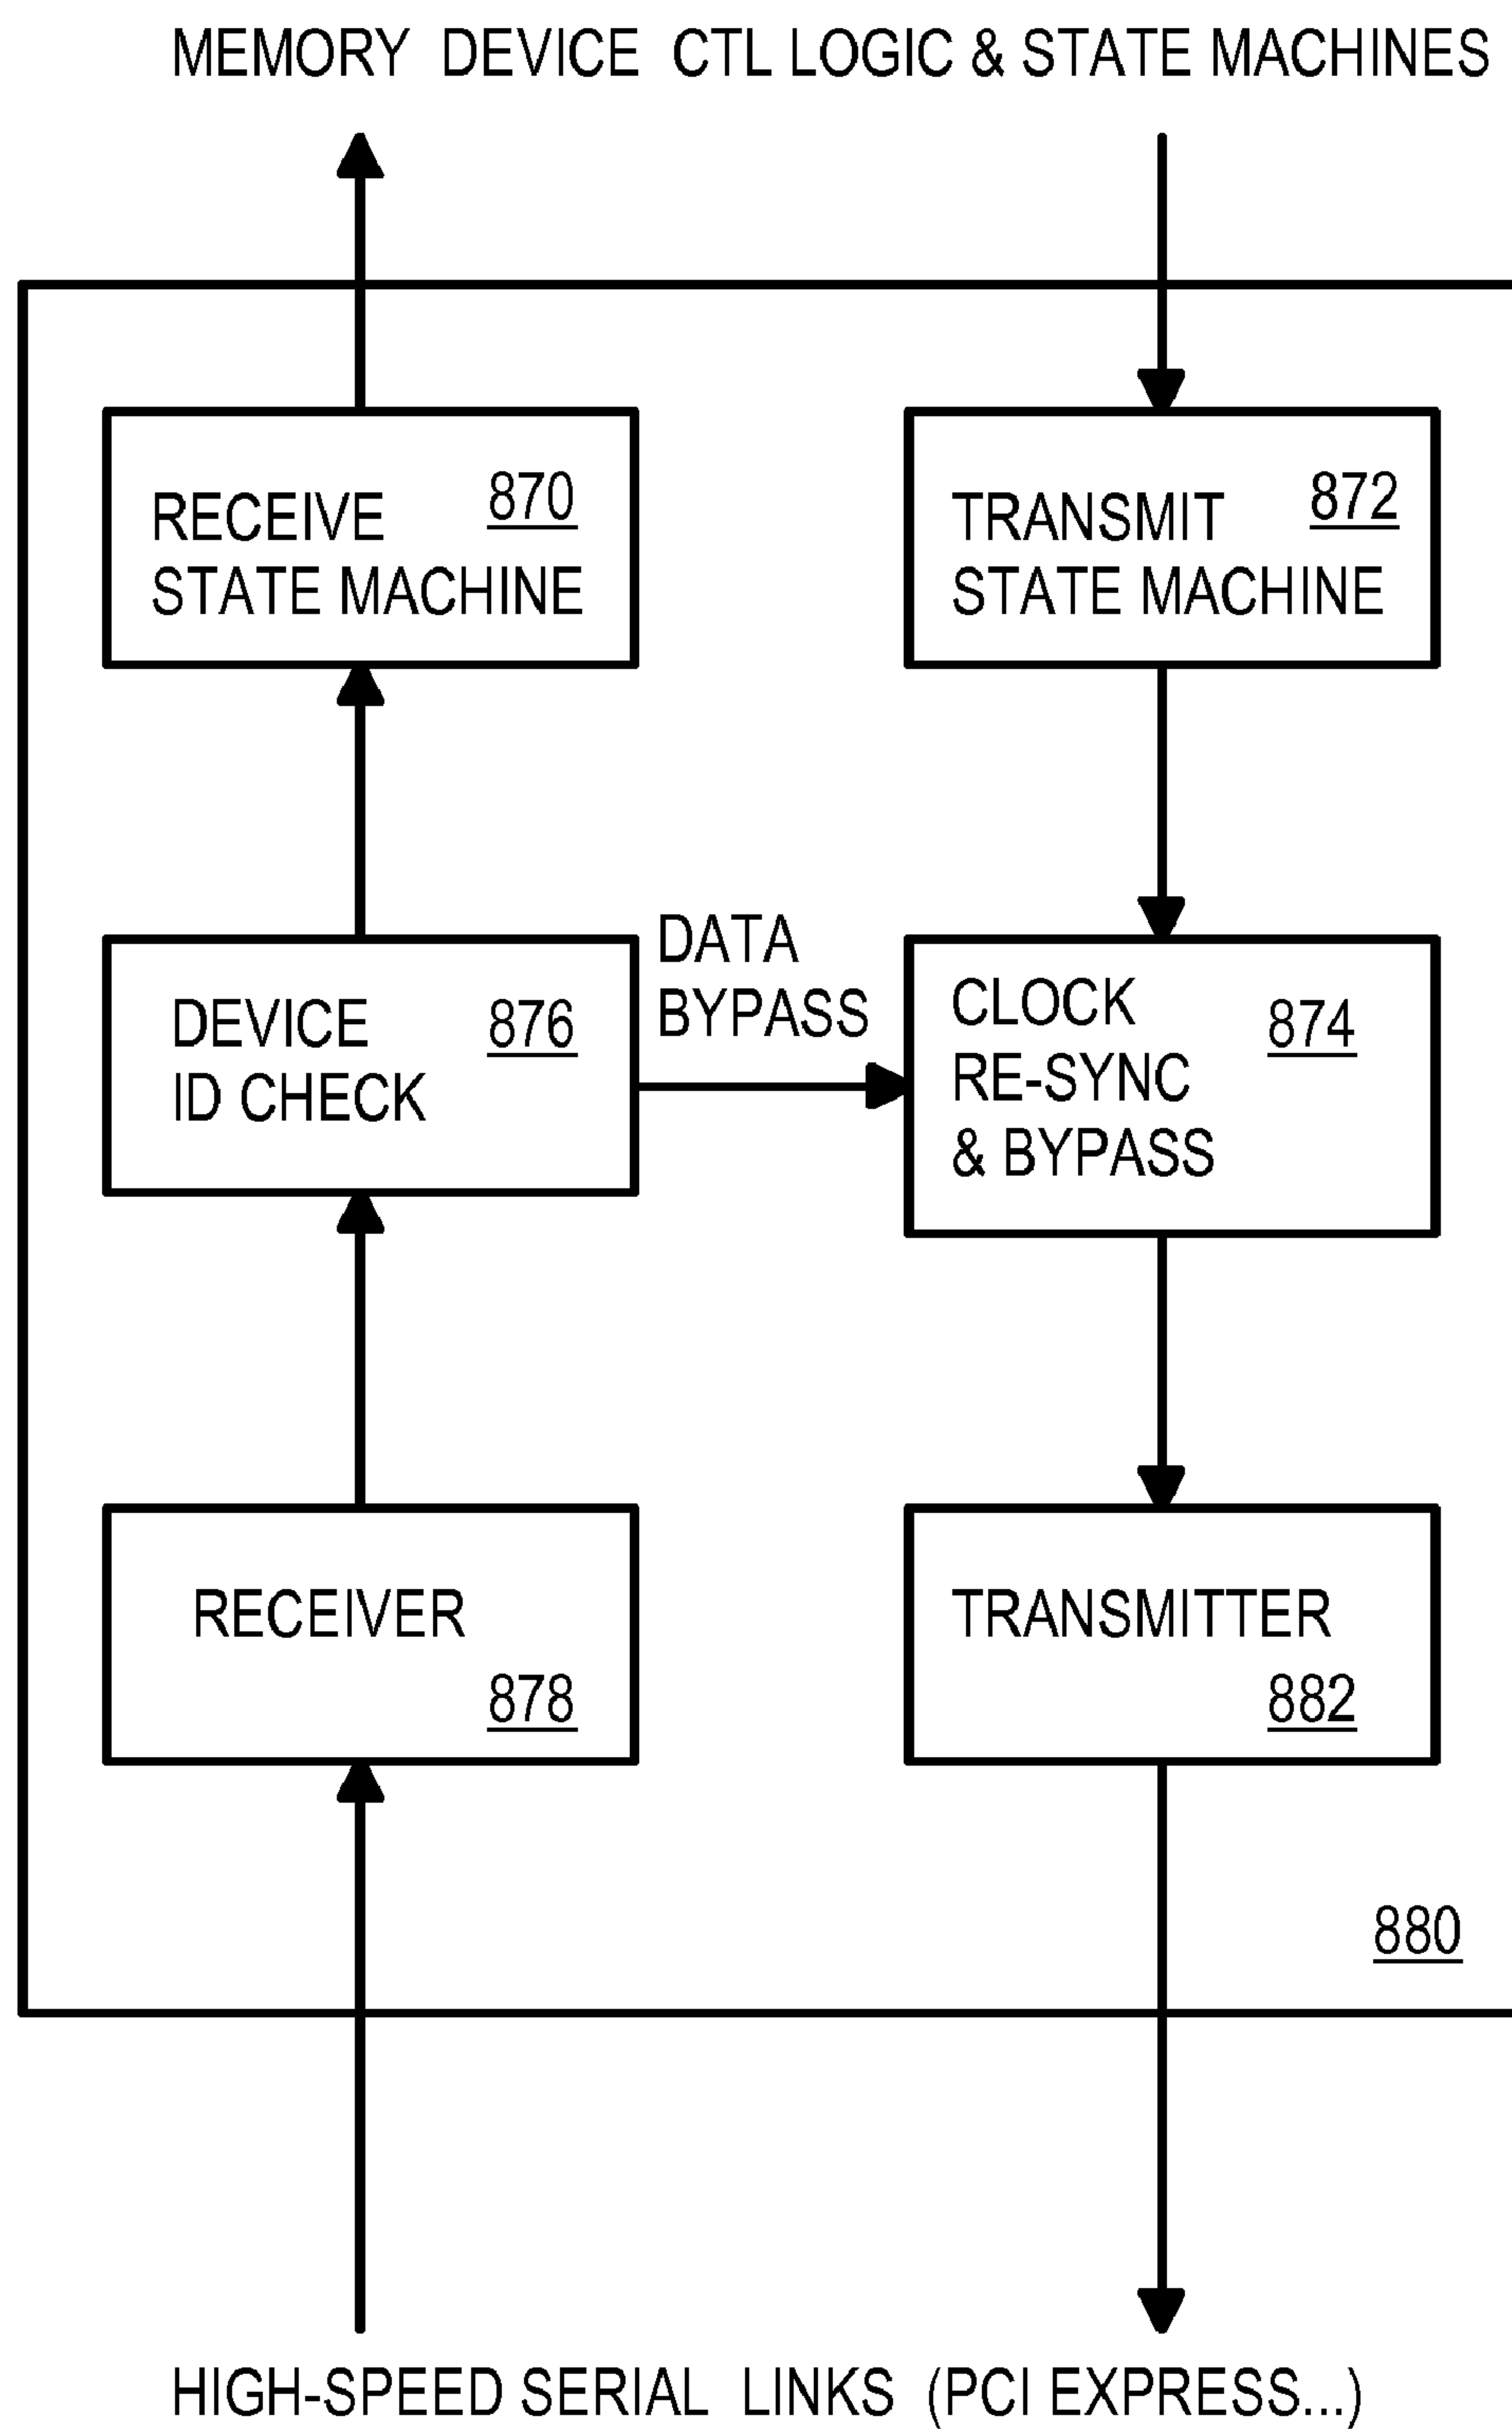 MEMORY DEVICE CTL LOGIC & STATE MACHINES
RECEIVE
STATE MACHINE
870
TRANSMIT
STATE MACHINE
872
DEVICE
ID CHECK
876
DATA
BYPASS
CLOCK
RE-SYNC
& BYPASS
874
RECEIVER
878
TRANSMITTER
882
880
HIGH-SPEED SERIAL LINKS (PCI EXPRESS...)